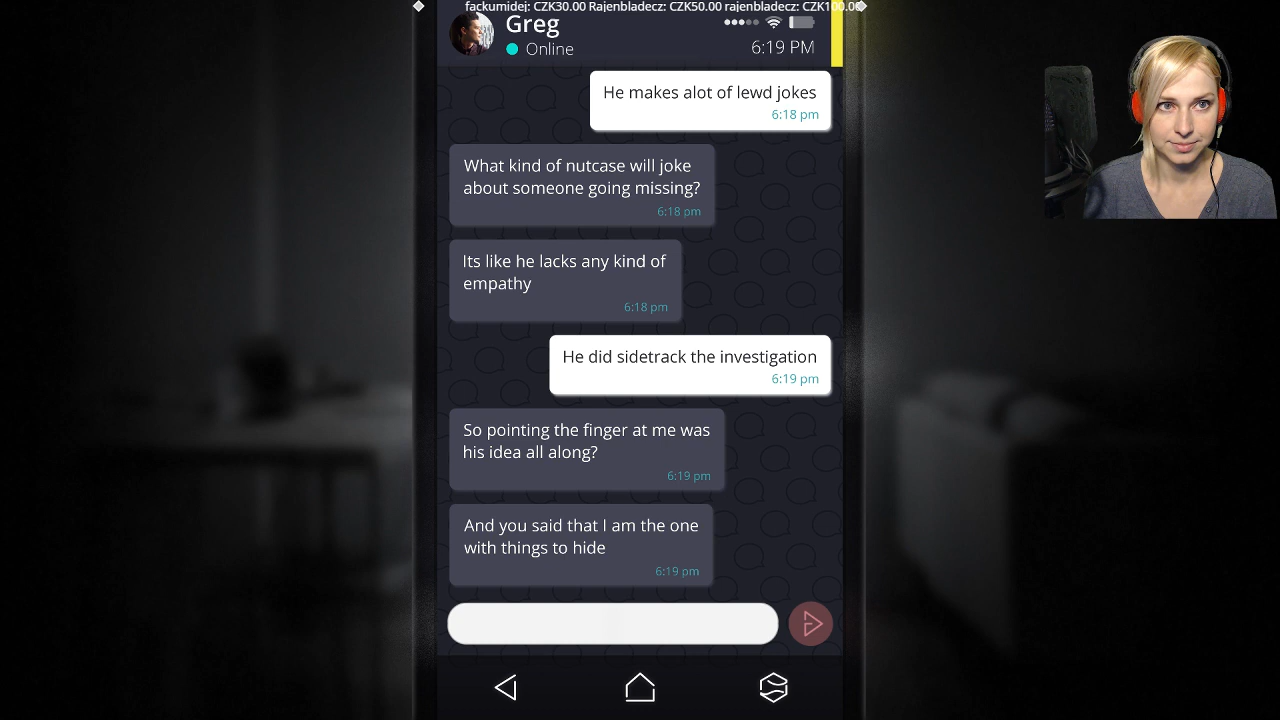 fackumidej: CZK30.00 Rajenbladecz: CZK50.00 rajenbladecz: CZK100.00
Greg
Online
6:19 PM
He makes alot of lewd jokes
6:18 pm
What kind of nutcase will joke
about someone going missing?
6:18 pm
Its like he lacks any kind of
empathy
6:18 pm
He did sidetrack the investigation
6:19 pm
So pointing the finger at me was
his idea all along?
6:19 pm
And you said that I am the one
with things to hide
6:19 pm